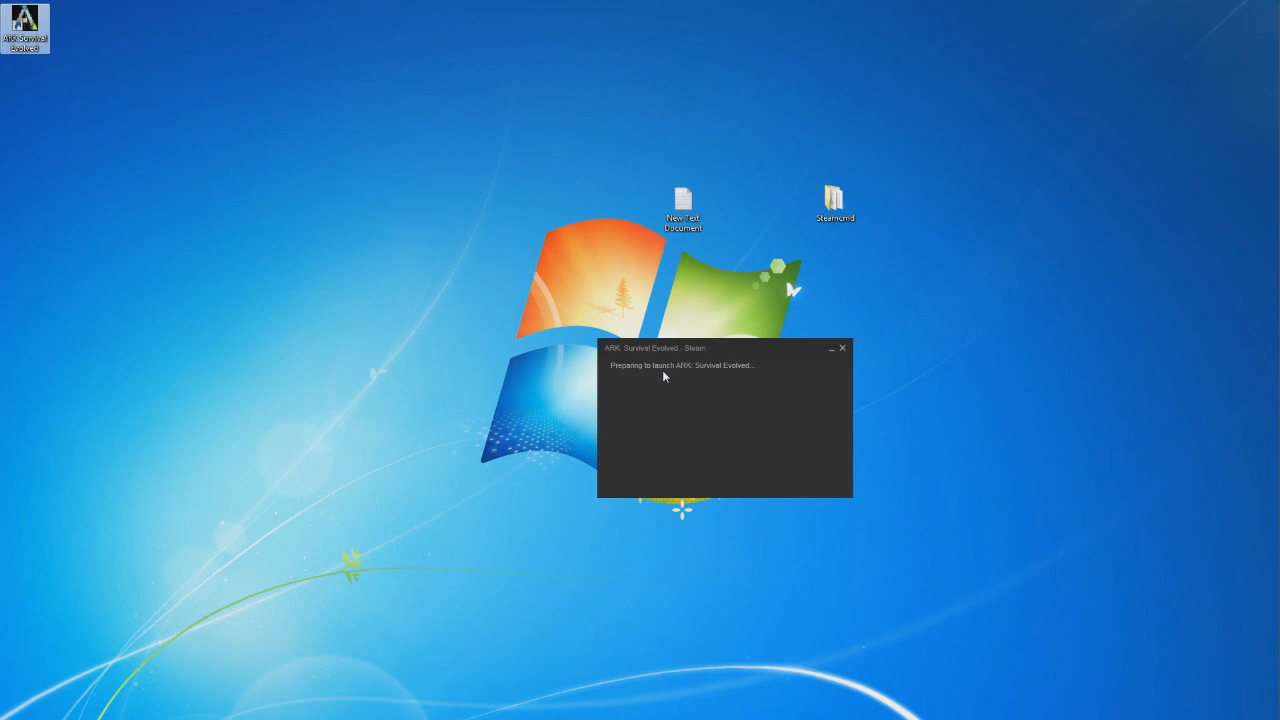 ARK Survival
Evolved
New Text
Document
Steamcmd
ARK: Survival Evolved - Steam
Preparing to launch ARK: Survival Evolved...